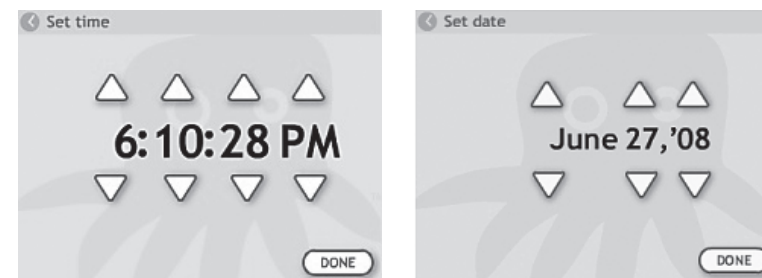 Set time
6:10:28 PM
DONE
Set date
June 27,'08
DONE